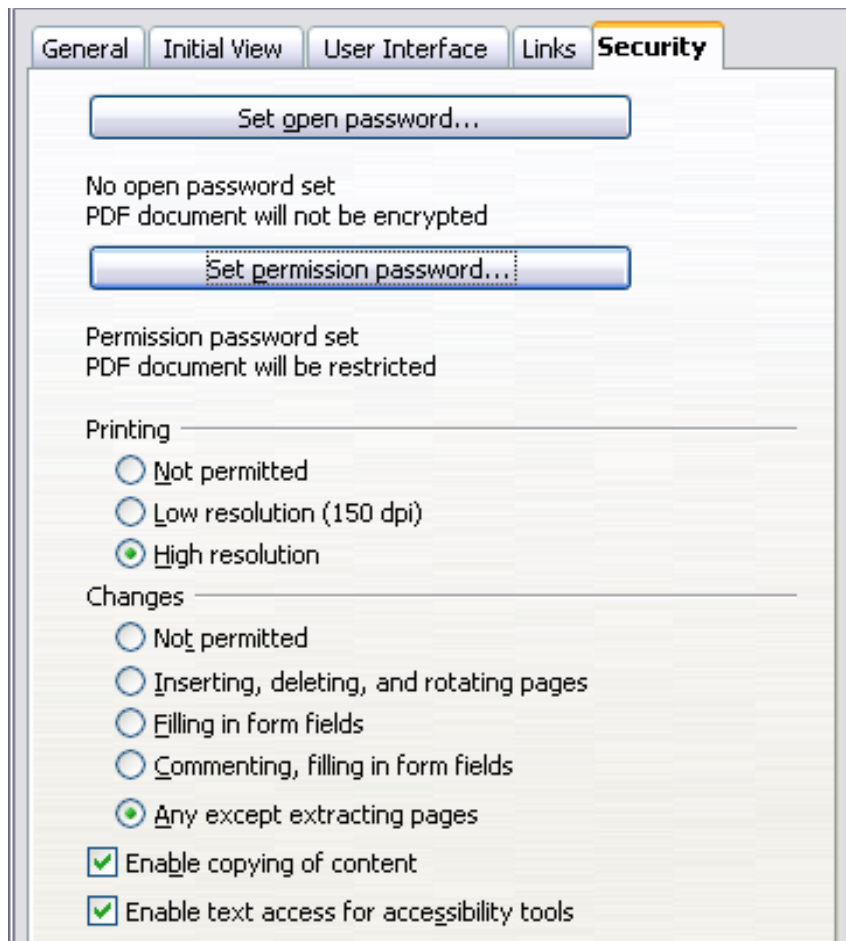 General Initial View User Interface Links Security
Set open password...
No open password set
PDF document will not be encrypted
Set permission password...
Permission password set
PDF document will be restricted
Printing
Not permitted
Low resolution (150 dpi)
High resolution
Changes
Not permitted
Inserting, deleting, and rotating pages
Filling in form fields
Commenting, filling in form fields
Any except extracting pages
Enable copying of content
Enable text access for accessibility tools